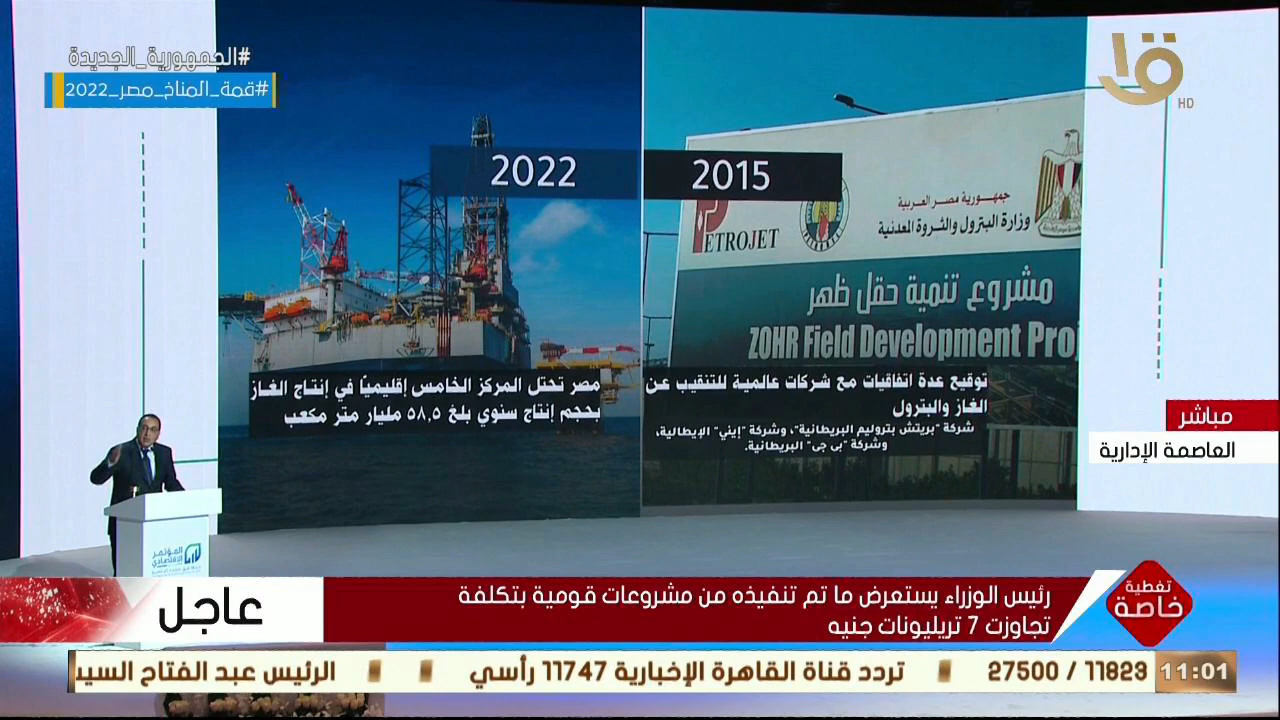 #الجمهورية_الجديدة
#قمة_المناخ_مصر_2022
HD
2015
2022
PETROJET
جمهورية مصر العربية
وزارة البترول والثروة المعدنية
مشروع تنمية حقل ظهر
ZOHR Field Development Proj
توقيع عدة اتفاقيات مع شركات عالمية للتنقيب عن
الغاز والبترول
شركة "بريتش بتروليم البريطانية"، وشركة "إيني" الإيطالية،
وشركة "بي جي" البريطانية.
مصر تحتل المركز الخامس إقليميًا في إنتاج الغاز
بحجم إنتاج سنوي بلغ ٥٨,٥ مليار متر مكعب
مباشر
العاصمة الإدارية
المؤتمر
الاقتصادي
تغطية
خاصة
رئيس الوزراء يستعرض ما تم تنفيذه من مشروعات قومية بتكلفة
تجاوزت 7 تريليونات جنيه
عاجل
11:01
11823 / 27500 تردد قناة القاهرة الإخبارية 11747 رأسي الرئيس عبد الفتاح السيس